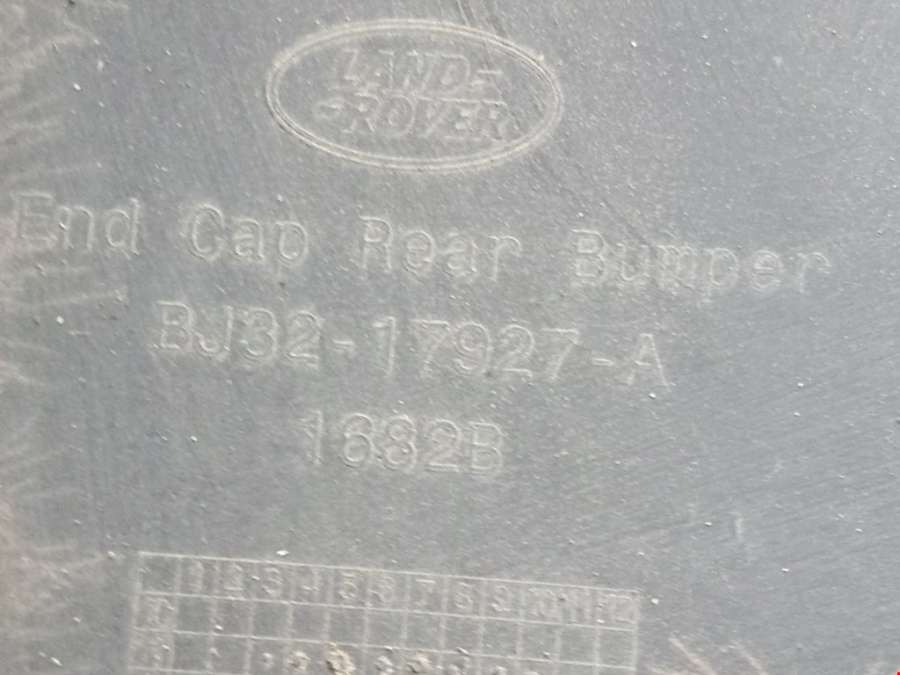 LAND-
-ROVER
End Cap Rear Bumper
BJ32-17927-A
1682B
1 2 3 4 5 6 7 8 9 10 11 12